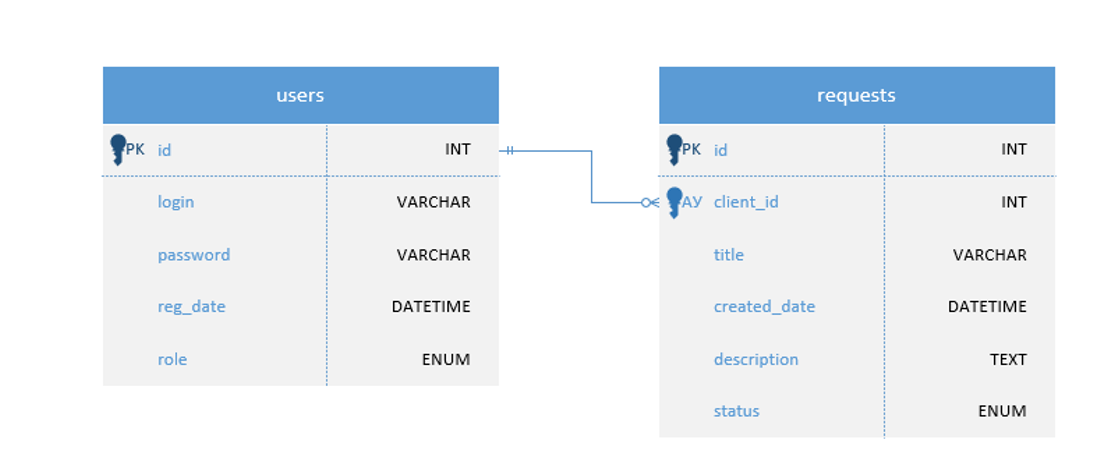 users
PK id INT
login VARCHAR
password VARCHAR
reg_date DATETIME
role ENUM
requests
PK id INT
АУ client_id INT
title VARCHAR
created_date DATETIME
description TEXT
status ENUM